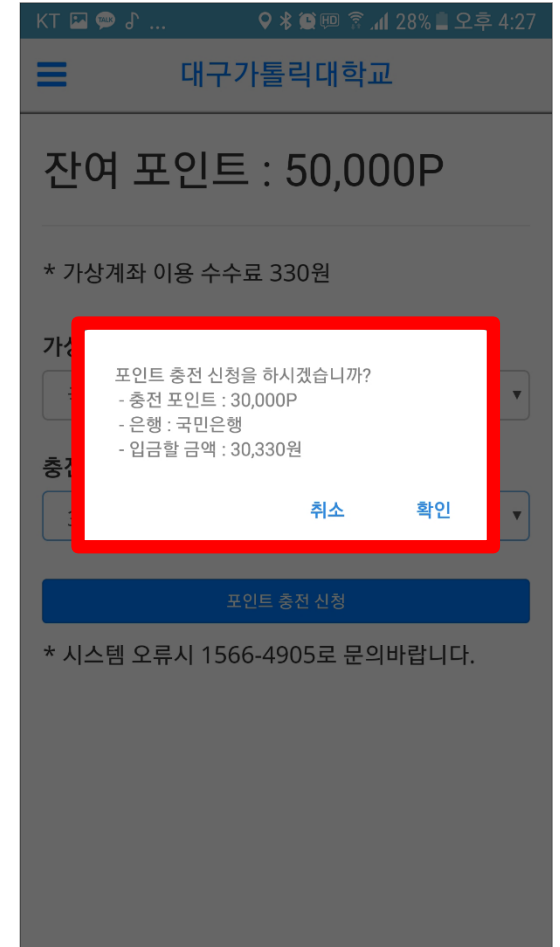 KT ... HD 28% 오후 4:27
대구가톨릭대학교
잔여 포인트 : 50,000P
* 가상계좌 이용 수수료 330원
포인트 충전 신청을 하시겠습니까?
- 충전 포인트 : 30,000P
- 은행 : 국민은행
- 입금할 금액 : 30,330원
취소 확인
포인트 충전 신청
* 시스템 오류시 1566-4905로 문의바랍니다.